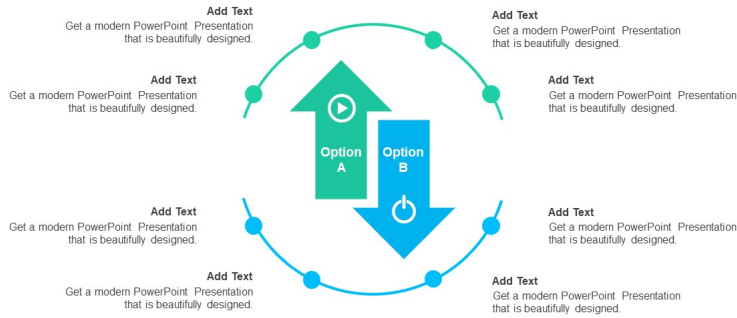 Add Text
Get a modern PowerPoint Presentation
that is beautifully designed.
Add Text
Get a modern PowerPoint Presentation
that is beautifully designed.
Add Text
Get a modern PowerPoint Presentation
that is beautifully designed.
Add Text
Get a modern PowerPoint Presentation
that is beautifully designed.
Option
A
Option
B
Add Text
Get a modern PowerPoint Presentation
that is beautifully designed.
Add Text
Get a modern PowerPoint Presentation
that is beautifully designed.
Add Text
Get a modern PowerPoint Presentation
that is beautifully designed.
Add Text
Get a modern PowerPoint Presentation
that is beautifully designed.